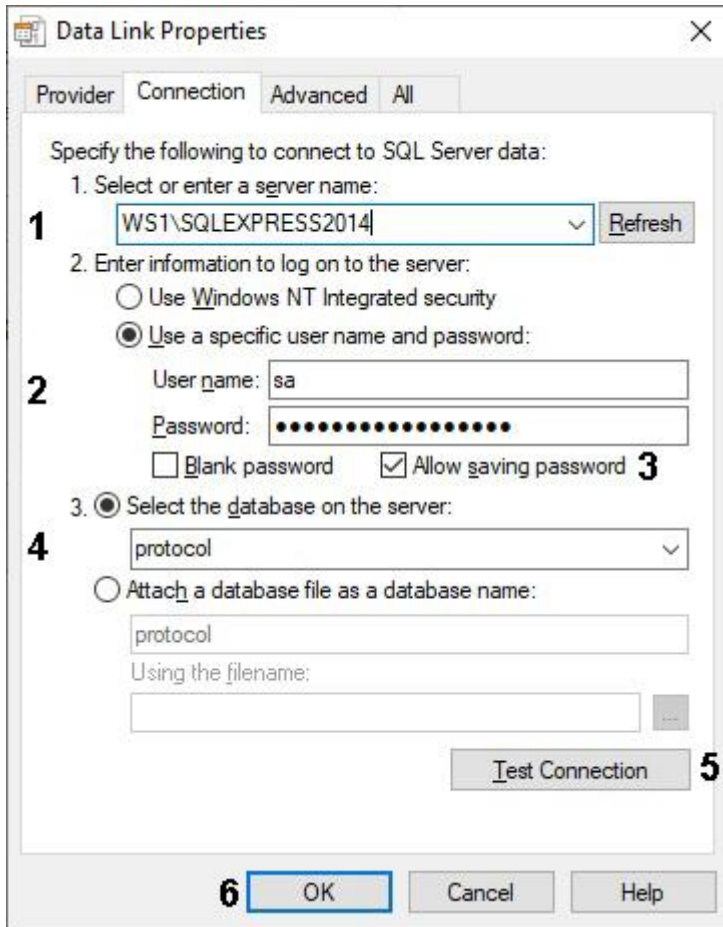 Data Link Properties
Provider Connection Advanced All
Specify the following to connect to SQL Server data:
1. Select or enter a server name:
1 WS1\SQLEXPRESS2014 Refresh
2. Enter information to log on to the server:
Use Windows NT Integrated security
Use a specific user name and password:
2 User name: sa
Password: •••••••••••••••••
Blank password Allow saving password 3
3. Select the database on the server:
4 protocol
Attach a database file as a database name:
protocol
Using the filename:
...
Test Connection 5
6 OK Cancel Help